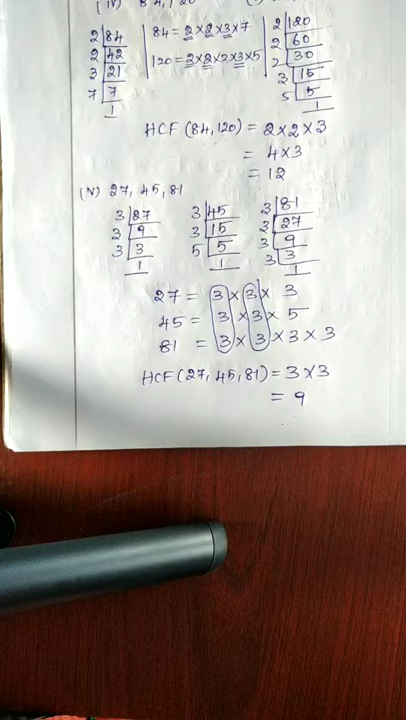 (iv) 84, 120
2 | 84
2 | 42
3 | 21
7 | 7
1
84 = 2 × 2 × 3 × 7
120 = 2 × 2 × 2 × 3 × 5
2 | 120
2 | 60
2 | 30
3 | 15
5 | 5
1
HCF (84, 120) = 2 × 2 × 3
= 4 × 3
= 12
(v) 27, 45, 81
3 | 27
3 | 9
3 | 3
1
3 | 45
3 | 15
5 | 5
1
3 | 81
3 | 27
3 | 9
3 | 3
1
27 = 3 × 3 × 3
45 = 3 × 3 × 5
81 = 3 × 3 × 3 × 3
HCF (27, 45, 81) = 3 × 3
= 9